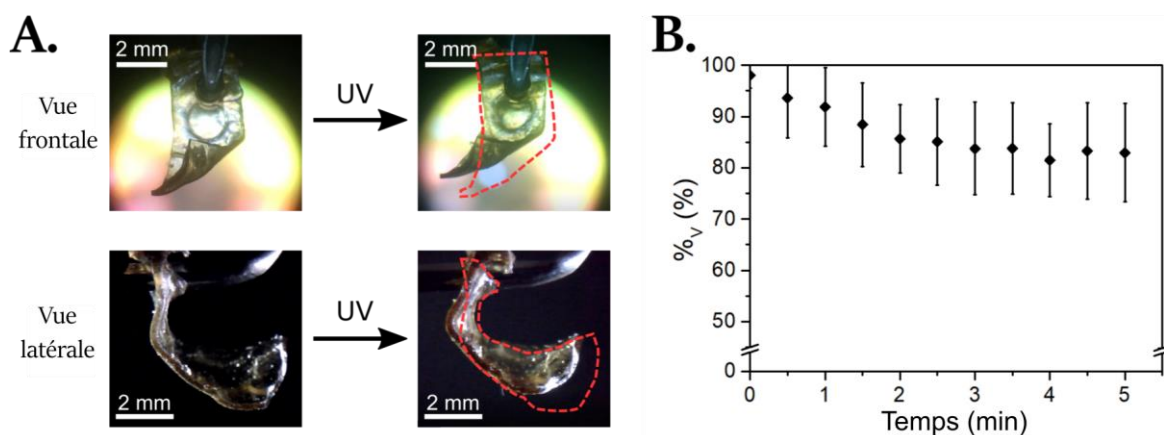 A.
2 mm
Vue
frontale
UV
2 mm
Vue
latérale
2 mm
UV
2 mm
B.
%V (%)
100
90
80
70
60
50
0
0
1
2
3
4
5
Temps (min)